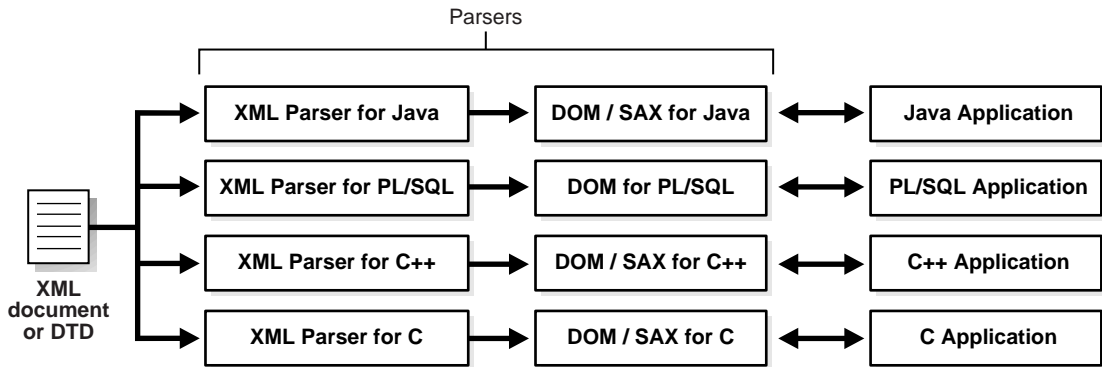 Parsers
XML Parser for Java
DOM / SAX for Java
Java Application
XML Parser for PL/SQL
DOM for PL/SQL
PL/SQL Application
XML Parser for C++
DOM / SAX for C++
C++ Application
XML Parser for C
DOM / SAX for C
C Application
XML
document
or DTD